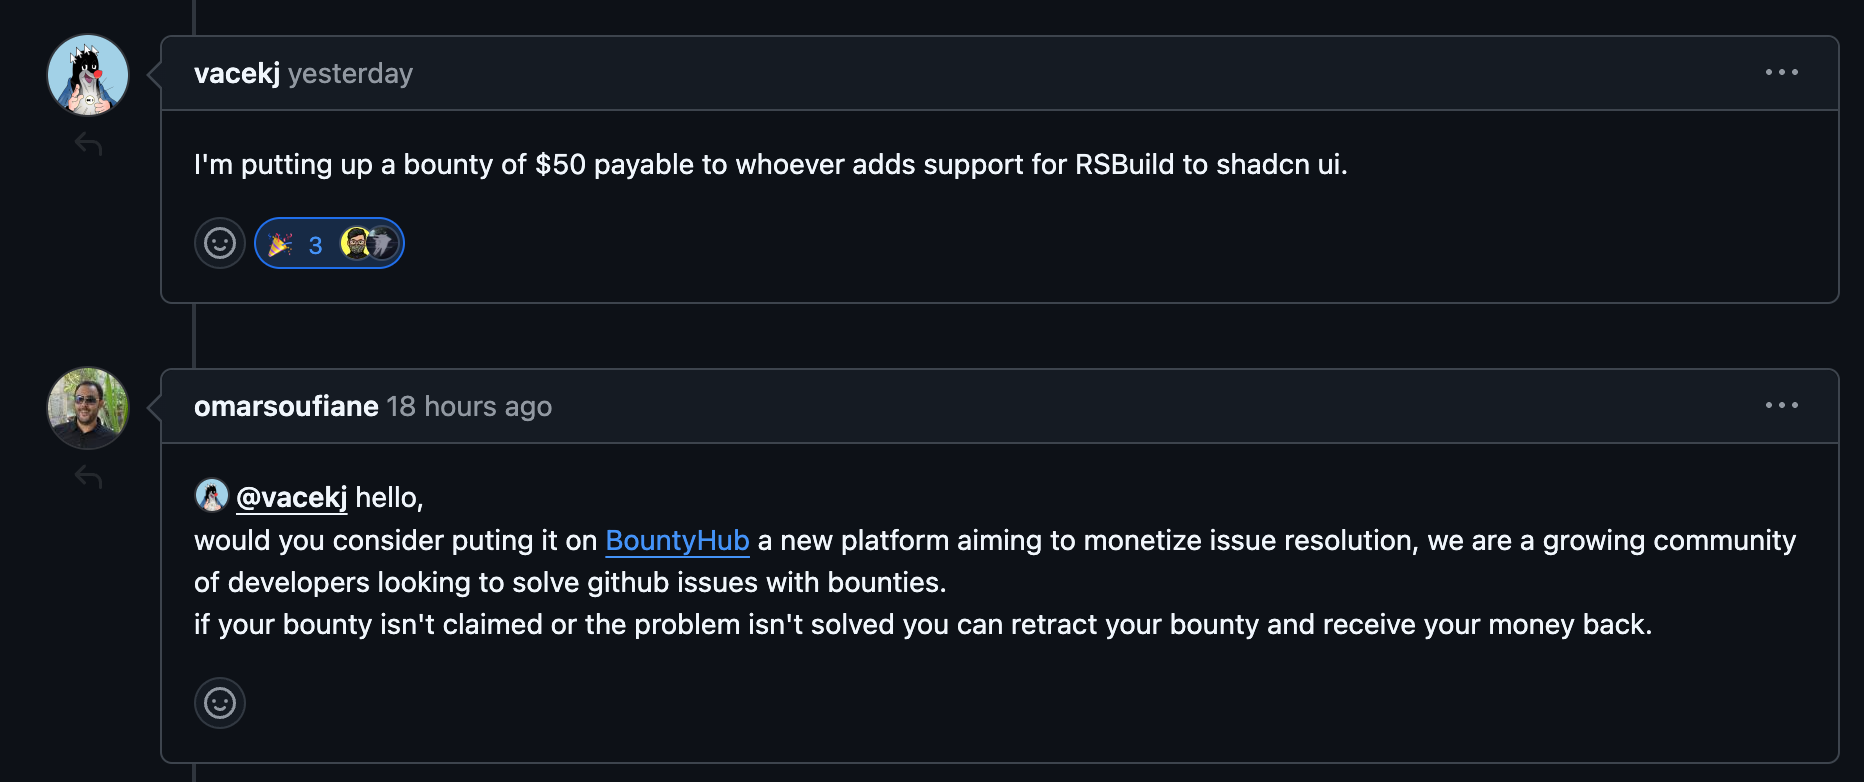 vacekj yesterday
I'm putting up a bounty of $50 payable to whoever adds support for RSBuild to shadcn ui.
3
omarsoufiane 18 hours ago
@vacekj hello,
would you consider puting it on BountyHub a new platform aiming to monetize issue resolution, we are a growing community
of developers looking to solve github issues with bounties.
if your bounty isn't claimed or the problem isn't solved you can retract your bounty and receive your money back.